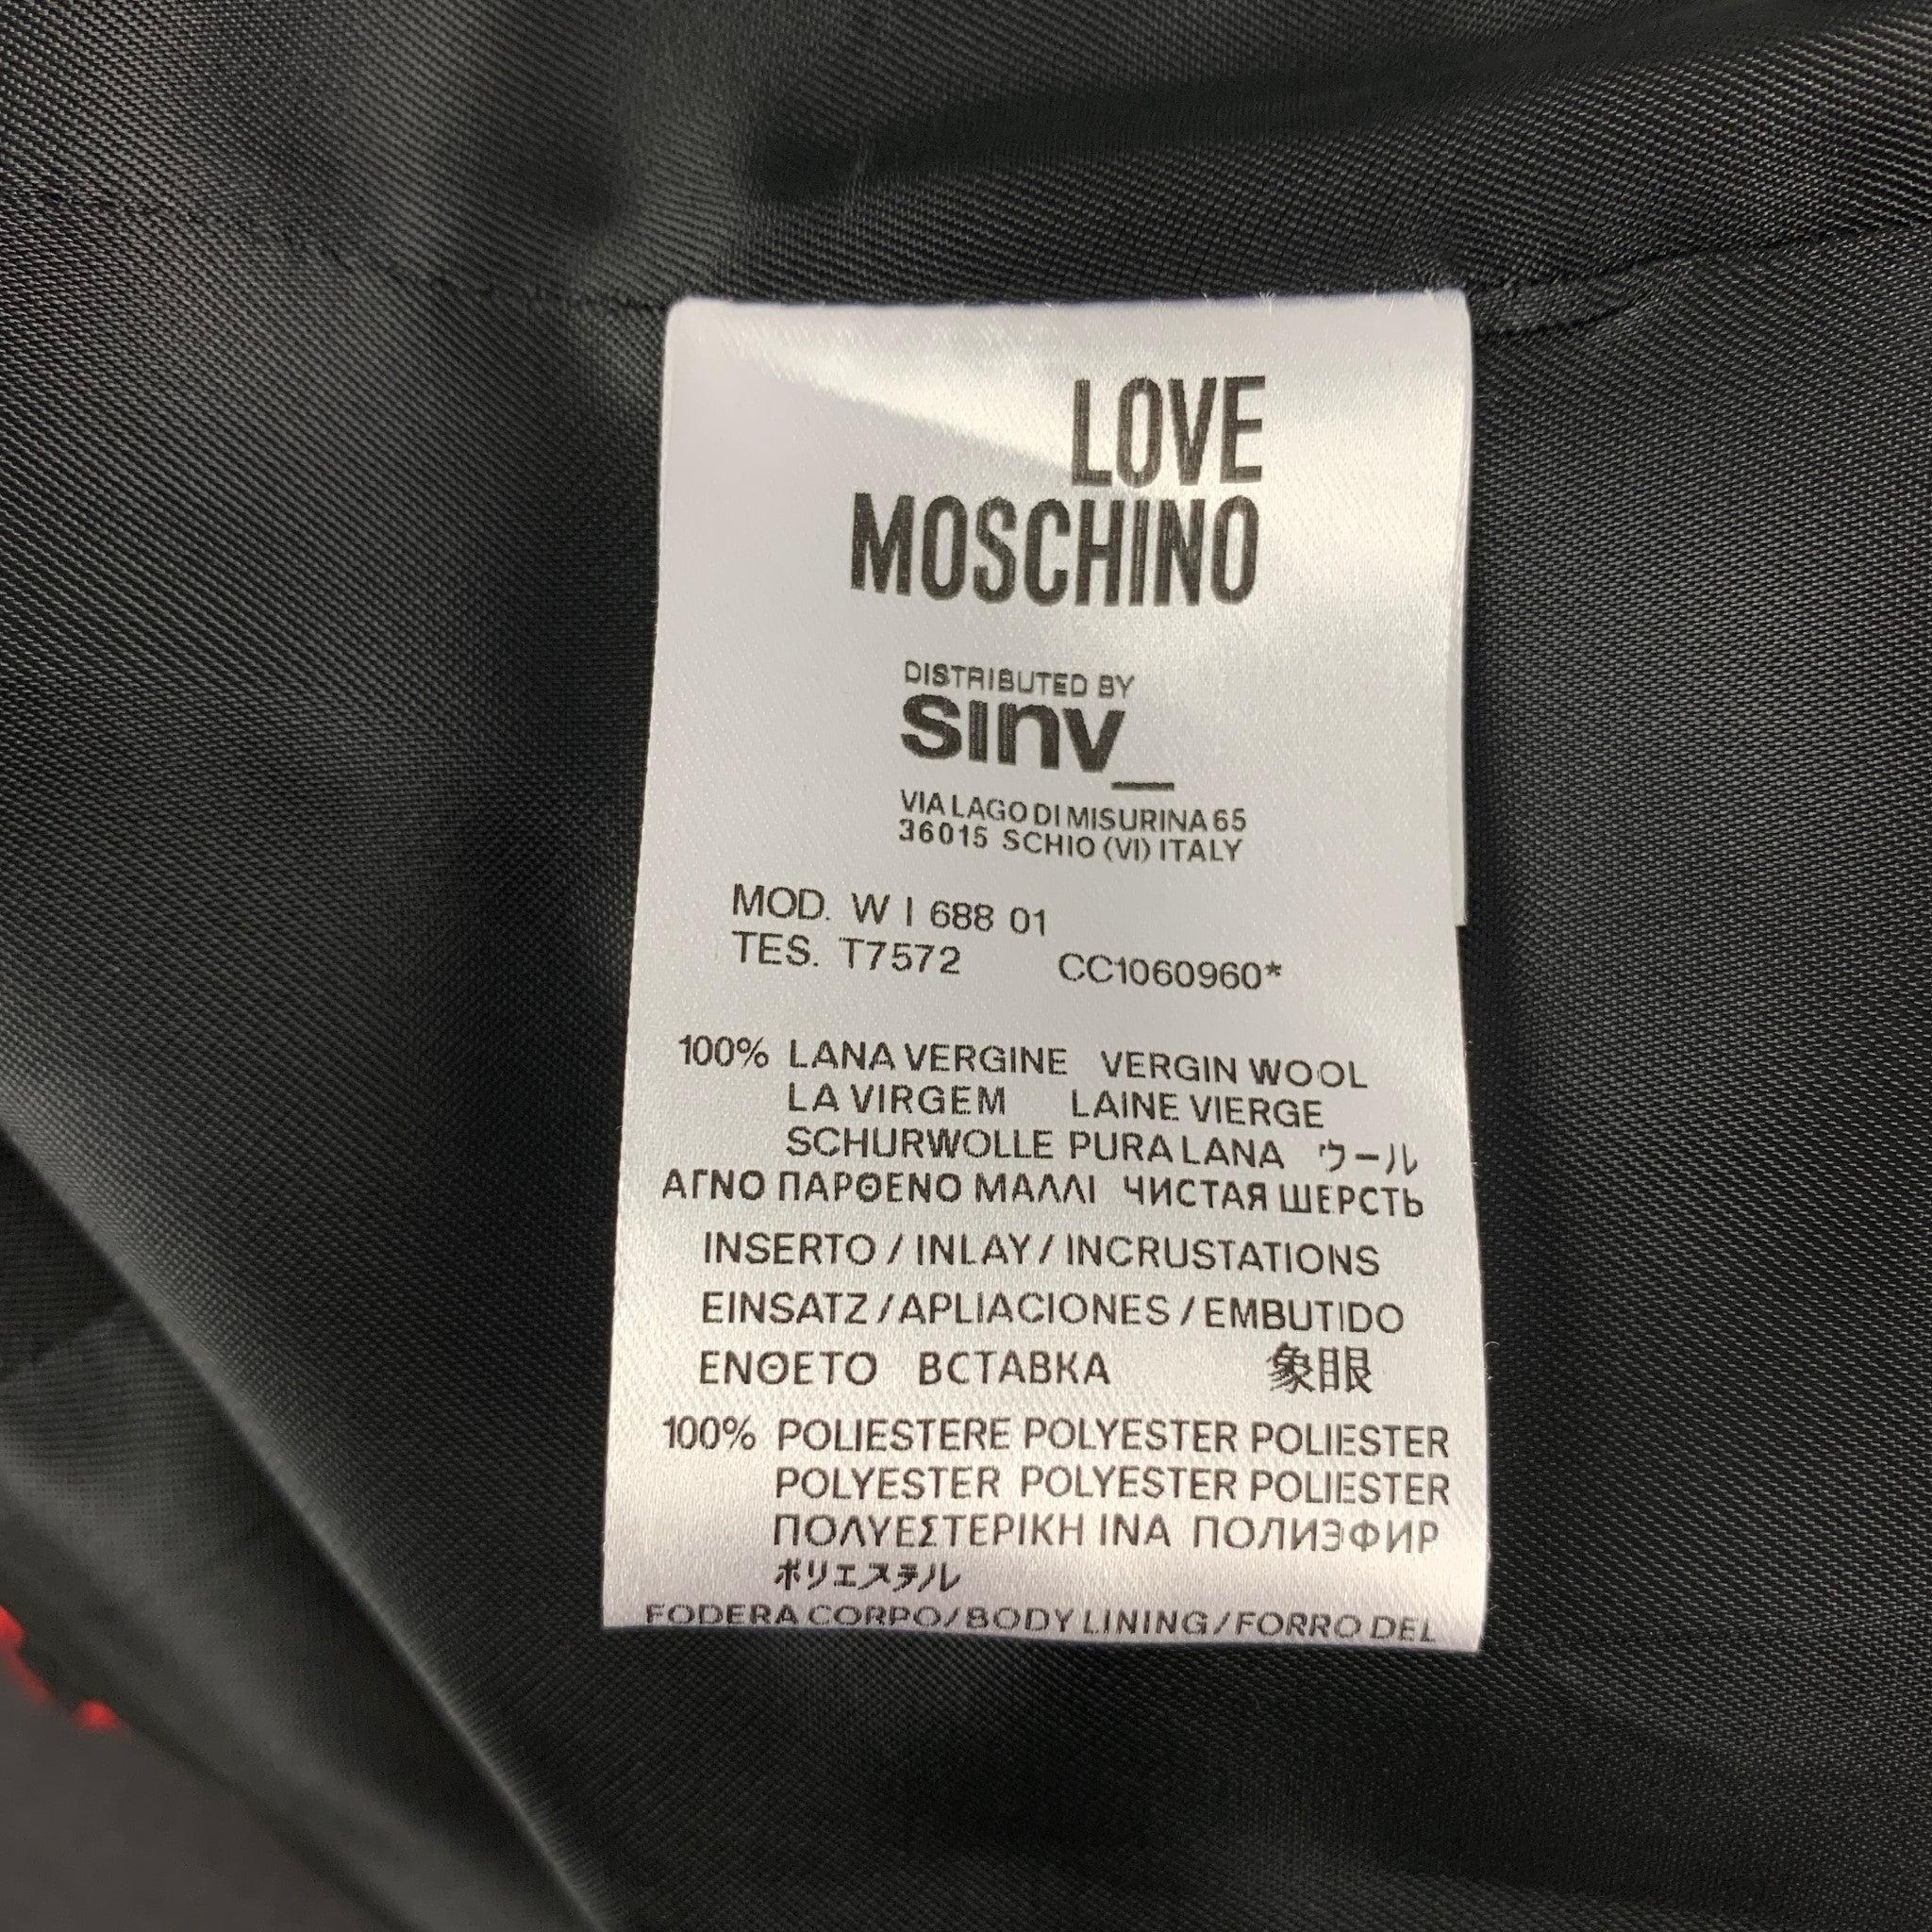 LOVE
MOSCHINO
DISTRIBUTED BY
sınv_
VIA LAGO DI MISURINA 65
36015 SCHIO (VI) ITALY
MOD. W I 688 01
TES. T7572 CC1060960*
100% LANA VERGINE VERGIN WOOL
LA VIRGEM LAINE VIERGE
SCHURWOLLE PURA LANA ウール
ΑΓΝΟ ΠΑΡΘΕΝΟ ΜΑΛΛΙ ЧИСТАЯ ШЕРСТЬ
INSERTO / INLAY / INCRUSTATIONS
EINSATZ / APLIACIONES / EMBUTIDO
ΕΝΘΕΤΟ ВСТАВКА 象眼
100% POLIESTERE POLYESTER POLIESTER
POLYESTER POLYESTER POLIESTER
ΠΟΛΥΕΣΤΕΡΙΚΗ ΙΝΑ ПОЛИЭФИР
ポリエステル
FODERA CORPO/BODY LINING/FORRO DEL